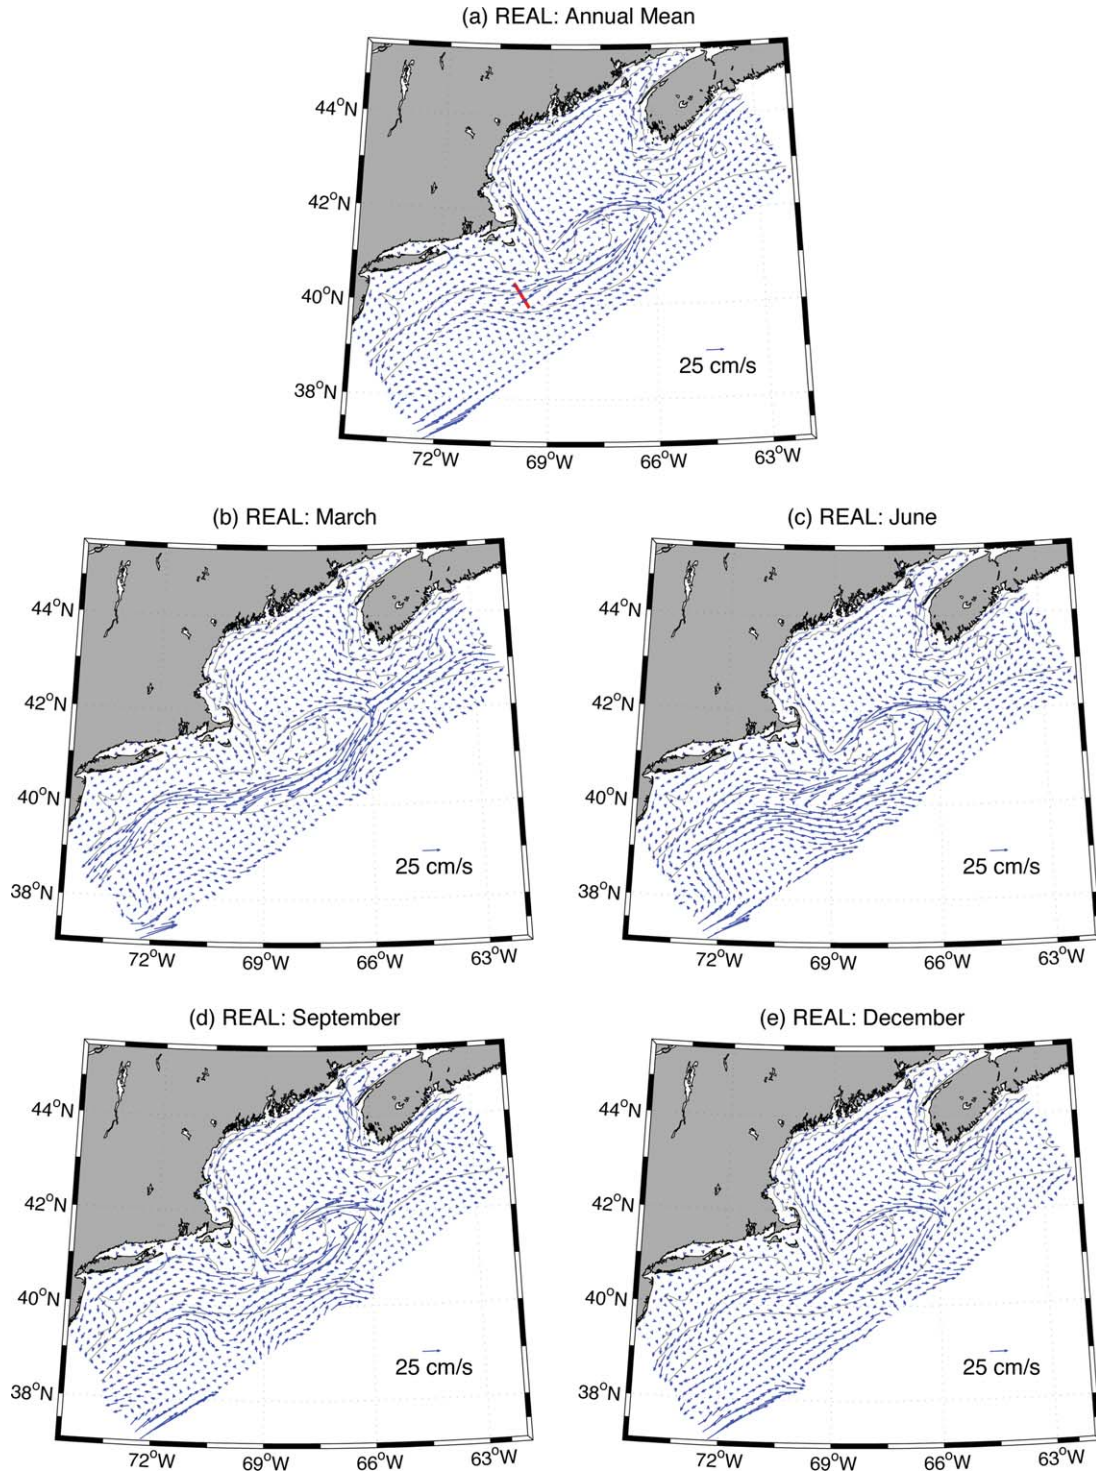 (a) REAL: Annual Mean
44°N
42°N
40°N
38°N
25 cm/s
72°W 69°W 66°W 63°W
(b) REAL: March
44°N
42°N
40°N
38°N
25 cm/s
72°W 69°W 66°W 63°W
(c) REAL: June
44°N
42°N
40°N
38°N
25 cm/s
72°W 69°W 66°W 63°W
(d) REAL: September
44°N
42°N
40°N
38°N
25 cm/s
72°W 69°W 66°W 63°W
(e) REAL: December
44°N
42°N
40°N
38°N
25 cm/s
72°W 69°W 66°W 63°W